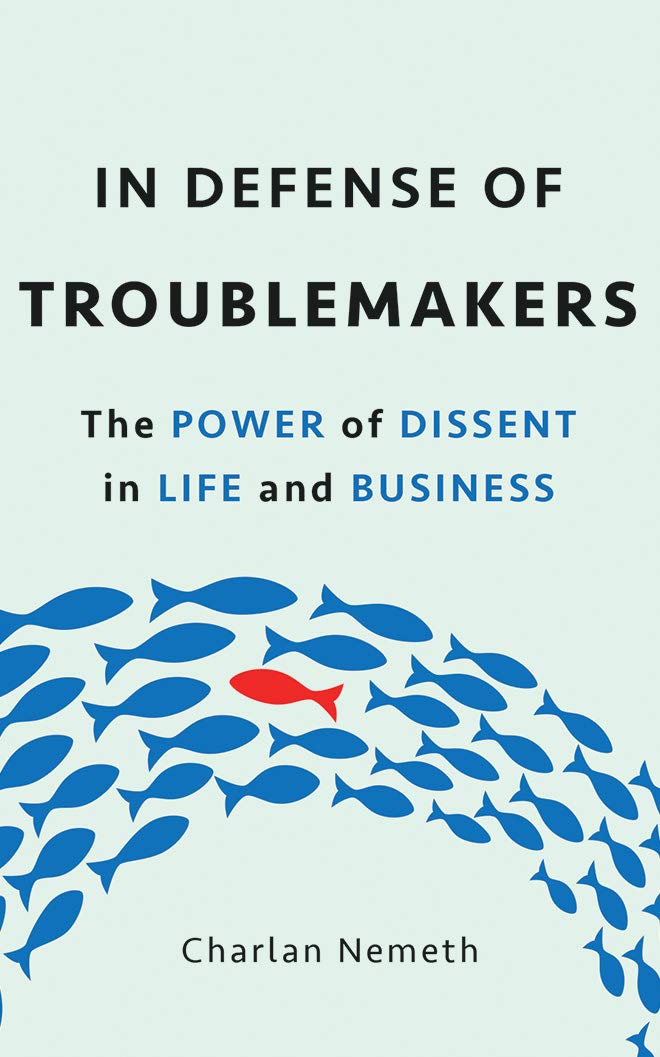 IN DEFENSE OF
TROUBLEMAKERS
The POWER of DISSENT
in LIFE and BUSINESS
Charlan Nemeth